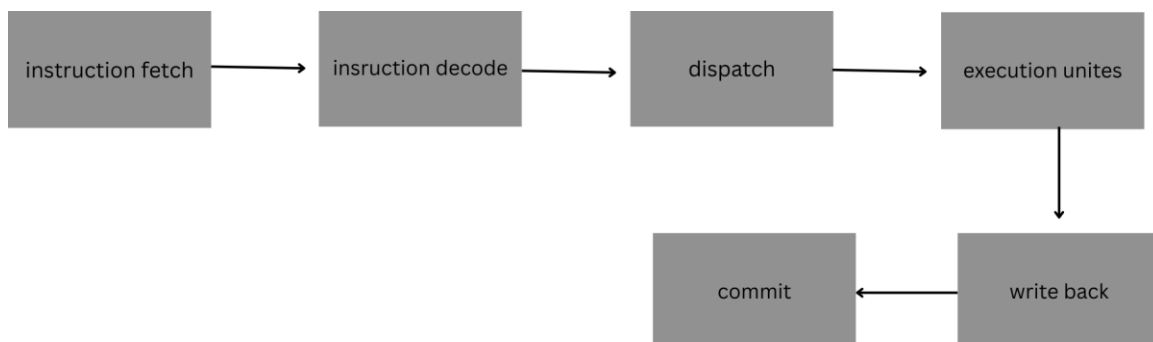 instruction fetch
insruction decode
dispatch
execution unites
write back
commit